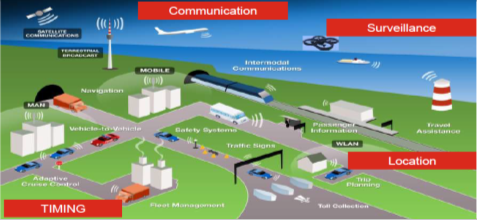 Communication
Surveillance
SATELLITE
COMMUNICATIONS
TERRESTRIAL
BROADCAST
MOBILE
Intermodal
Communications
Navigation
MAN
Vehicle-To-Vehicle
Safety Systems
Passenger
Information
Travel
Assistance
Traffic Signs
WLAN
Location
Adaptive
Cruise Control
Trip
Planning
Fleet Management
Toll Collection
TIMING